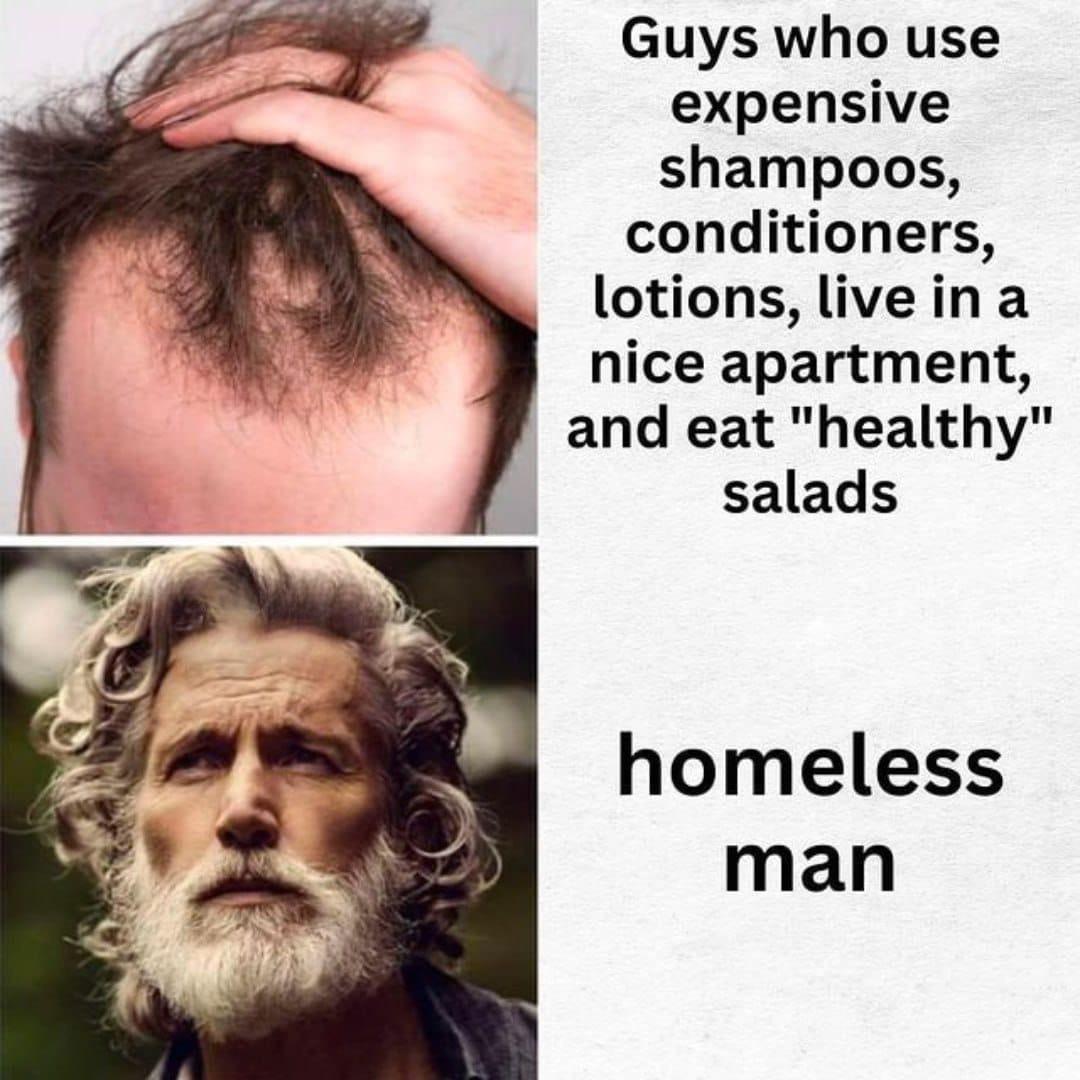 Guys who use
expensive
shampoos,
conditioners,
lotions, live in a
nice apartment,
and eat "healthy"
salads
homeless
man